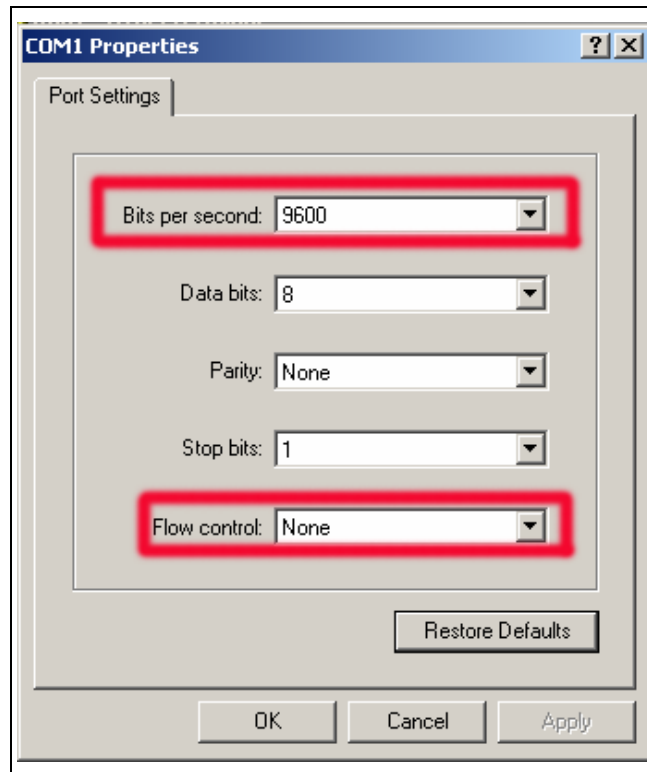 COM1 Properties
Port Settings
Bits per second: 9600
Data bits: 8
Parity: None
Stop bits: 1
Flow control: None
Restore Defaults
OK Cancel Apply